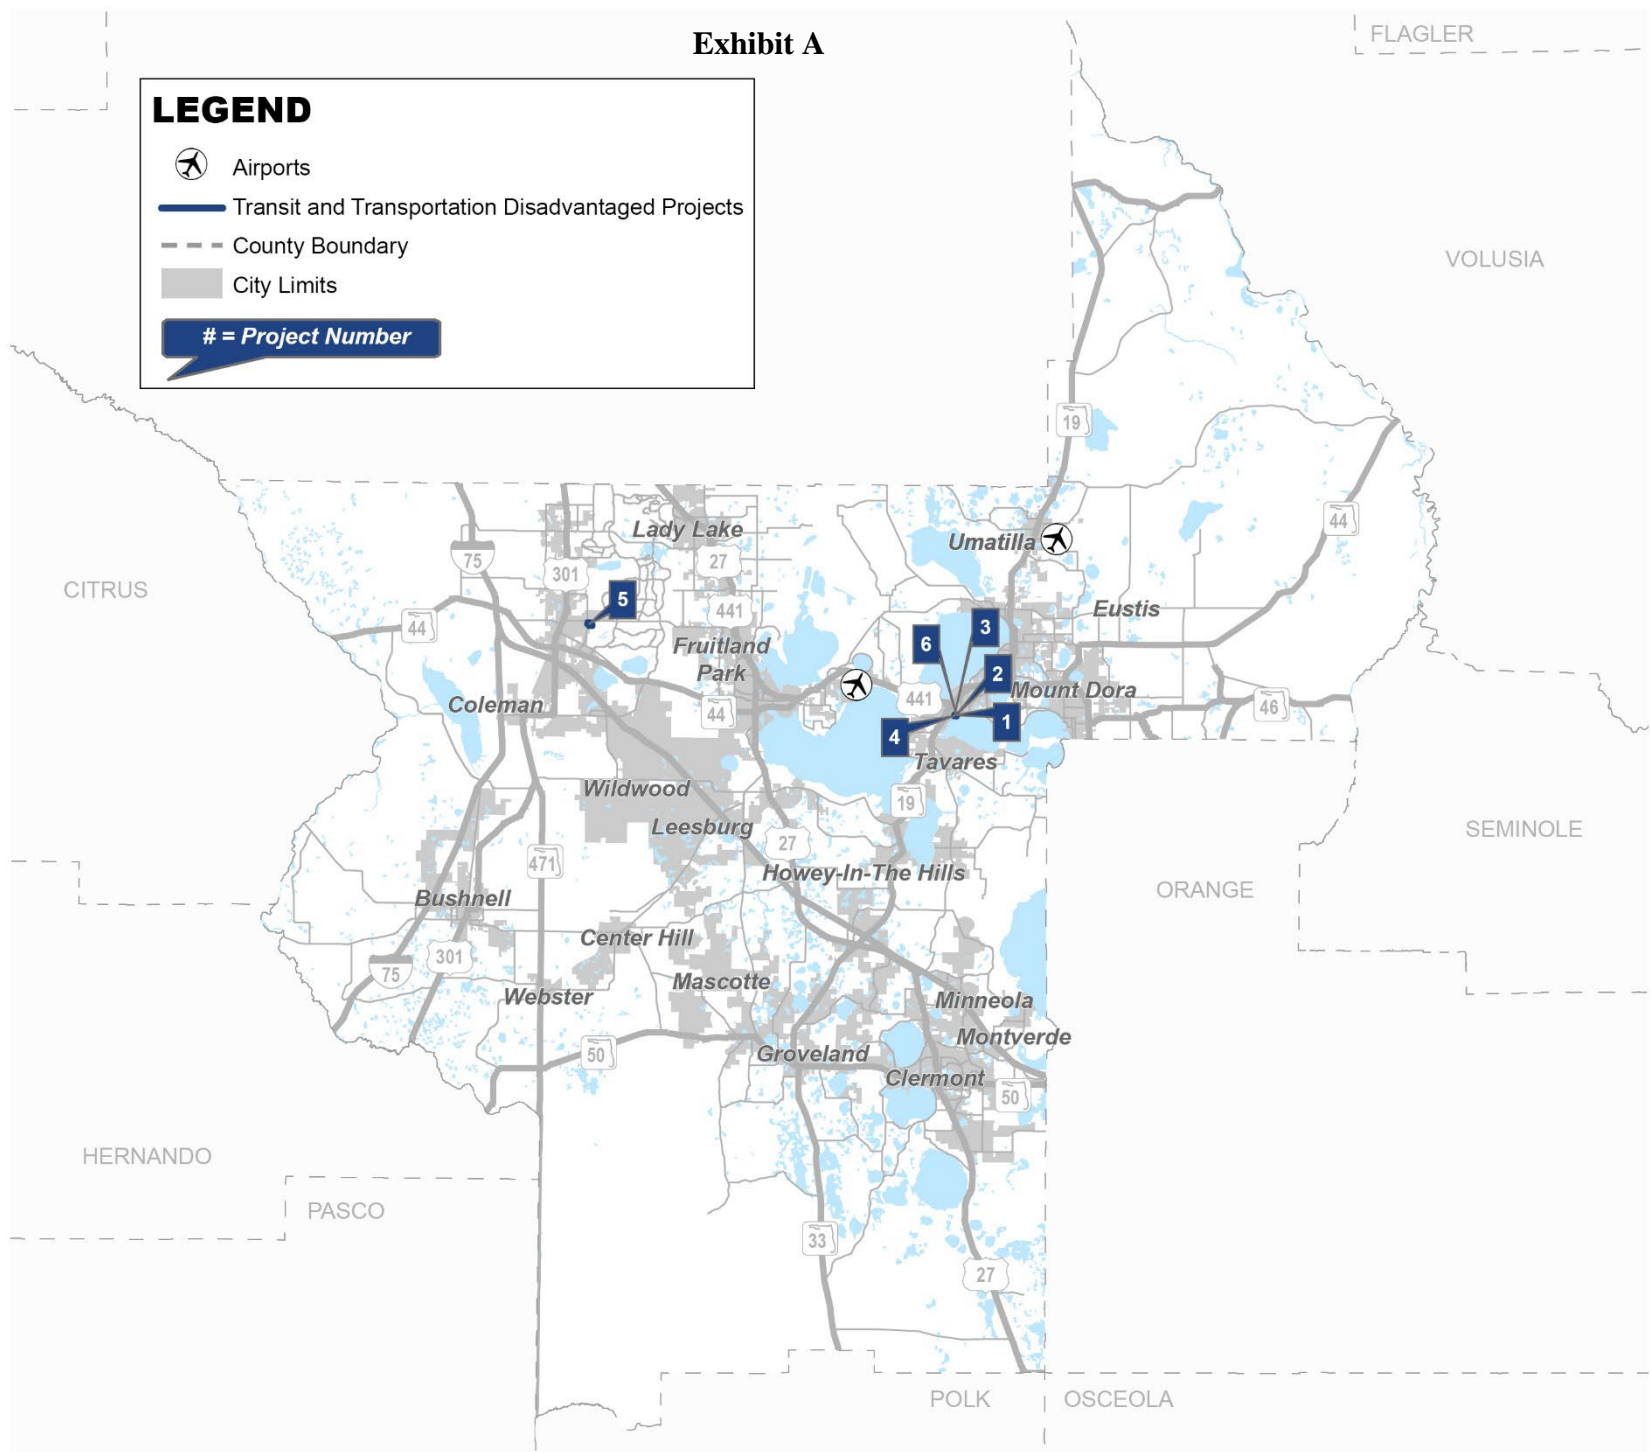 Exhibit A
FLAGLER
LEGEND
Airports
Transit and Transportation Disadvantaged Projects
County Boundary
City Limits
# = Project Number
VOLUSIA
19
44
Lady Lake
Umatilla
75
27
301
CITRUS
5
441
Eustis
44
3
6
Fruitland
Park
2
Mount Dora
441
Coleman
44
46
1
4
Tavares
Wildwood
19
Leesburg
SEMINOLE
27
471
Howey-In-The Hills
ORANGE
Bushnell
Center Hill
301
75
Mascotte
Webster
Minneola
Montverde
50
Groveland
Clermont
50
HERNANDO
PASCO
33
27
POLK
OSCEOLA